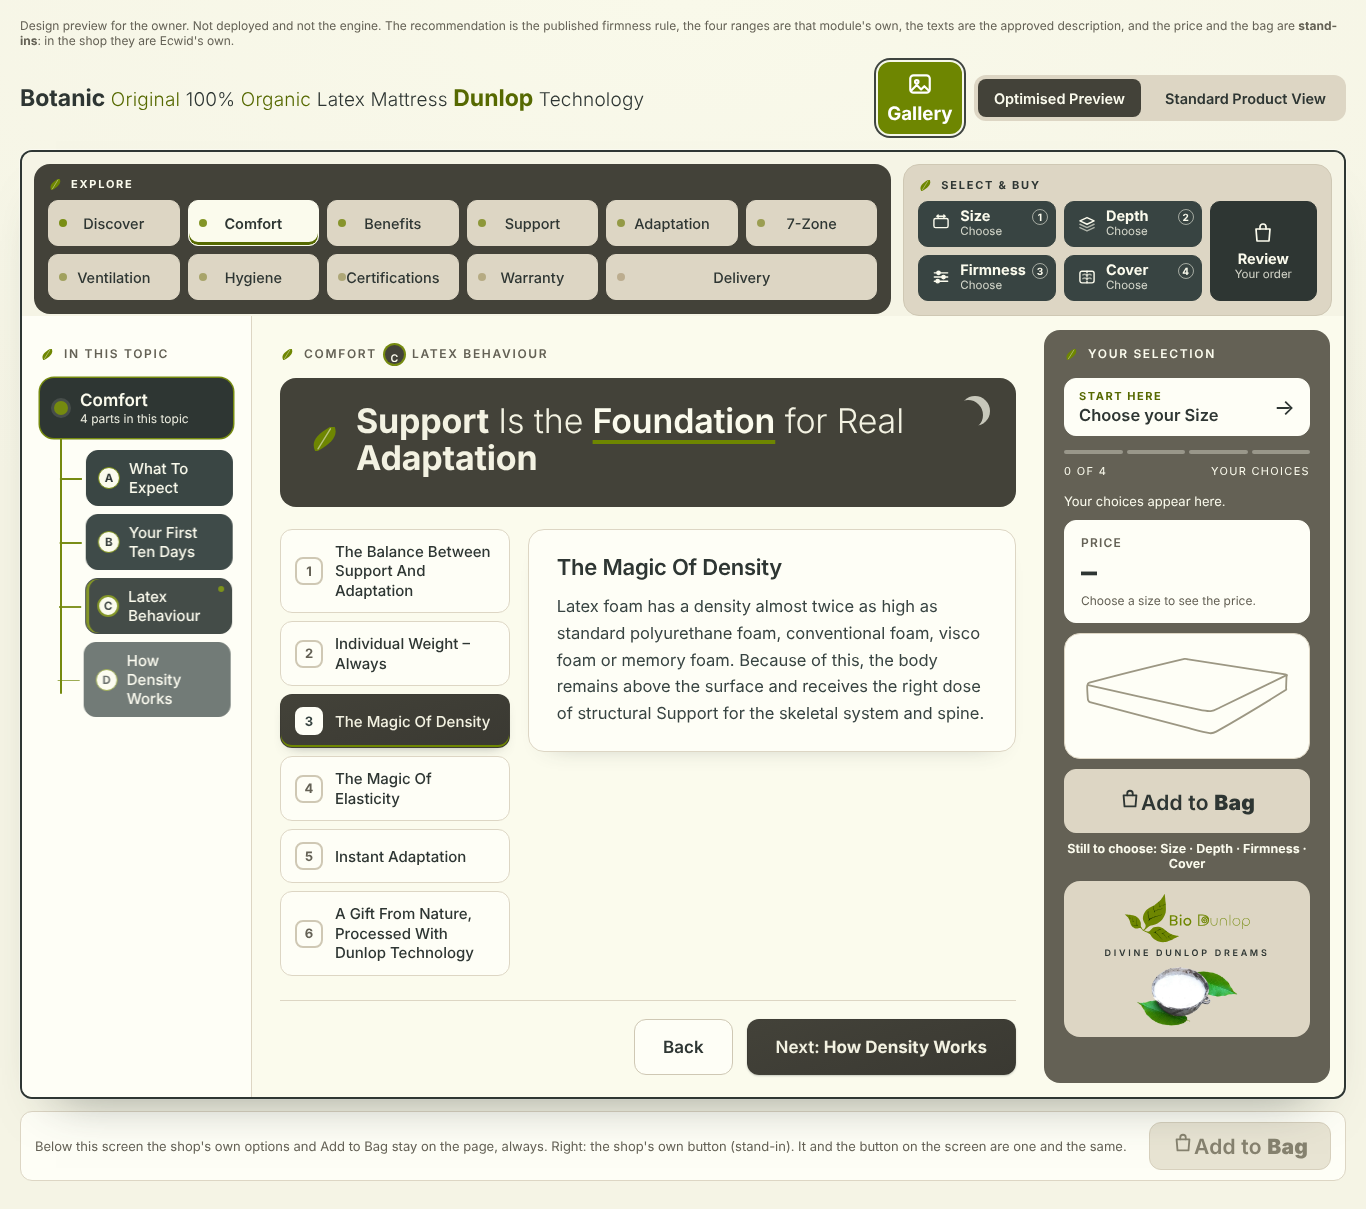 Design preview for the owner. Not deployed and not the engine. The recommendation is the published firmness rule, the four ranges are that module's own, the texts are the approved description, and the price and the bag are stand-
ins: in the shop they are Ecwid's own.
Botanic Original 100% Organic Latex Mattress Dunlop Technology
Gallery
Optimised Preview
Standard Product View
EXPLORE
Discover
Comfort
Benefits
Support
Adaptation
7-Zone
Ventilation
Hygiene
Certifications
Warranty
Delivery
SELECT & BUY
Size
Choose
1
Depth
Choose
2
Firmness
Choose
3
Cover
Choose
4
Review
Your order
IN THIS TOPIC
Comfort
4 parts in this topic
A
What To
Expect
B
Your First
Ten Days
C
Latex
Behaviour
D
How
Density
Works
COMFORT C LATEX BEHAVIOUR
Support Is the Foundation for Real
Adaptation
1
The Balance Between
Support And
Adaptation
2
Individual Weight –
Always
3
The Magic Of Density
4
The Magic Of
Elasticity
5
Instant Adaptation
6
A Gift From Nature,
Processed With
Dunlop Technology
The Magic Of Density
Latex foam has a density almost twice as high as
standard polyurethane foam, conventional foam, visco
foam or memory foam. Because of this, the body
remains above the surface and receives the right dose
of structural Support for the skeletal system and spine.
Back
Next: How Density Works
YOUR SELECTION
START HERE
Choose your Size
0 OF 4
YOUR CHOICES
Your choices appear here.
PRICE
–
Choose a size to see the price.
Add to Bag
Still to choose: Size · Depth · Firmness ·
Cover
Bio Dunlop
DIVINE DUNLOP DREAMS
Below this screen the shop's own options and Add to Bag stay on the page, always. Right: the shop's own button (stand-in). It and the button on the screen are one and the same.
Add to Bag